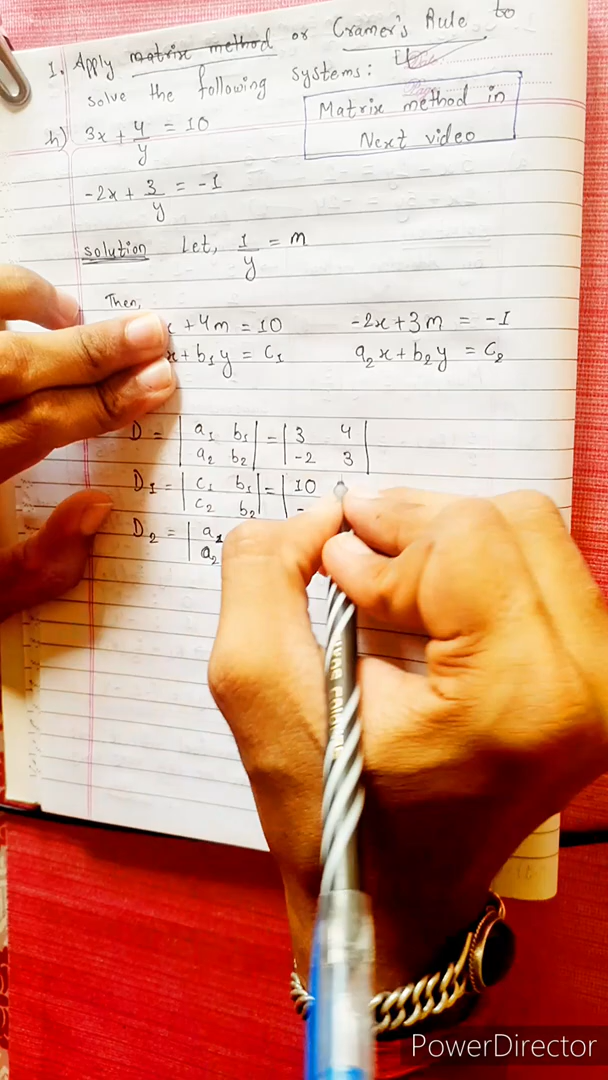 1. Apply matrix method or Cramer's Rule to
solve the following systems:
Matrix method in
Next video
h) 3x + 4/y = 10
-2x + 3/y = -1
solution Let, 1/y = m
Then,
+ 4m = 10 -2x + 3m = -1
x + b₁y = c₁ a₂x + b₂y = c₂
D = | a₁ b₁ | = | 3 4 |
| a₂ b₂ | | -2 3 |
D₁ = | c₁ b₁ | = | 10
| c₂ b₂ | | -
D₂ = | a₁
| a₂
PowerDirector